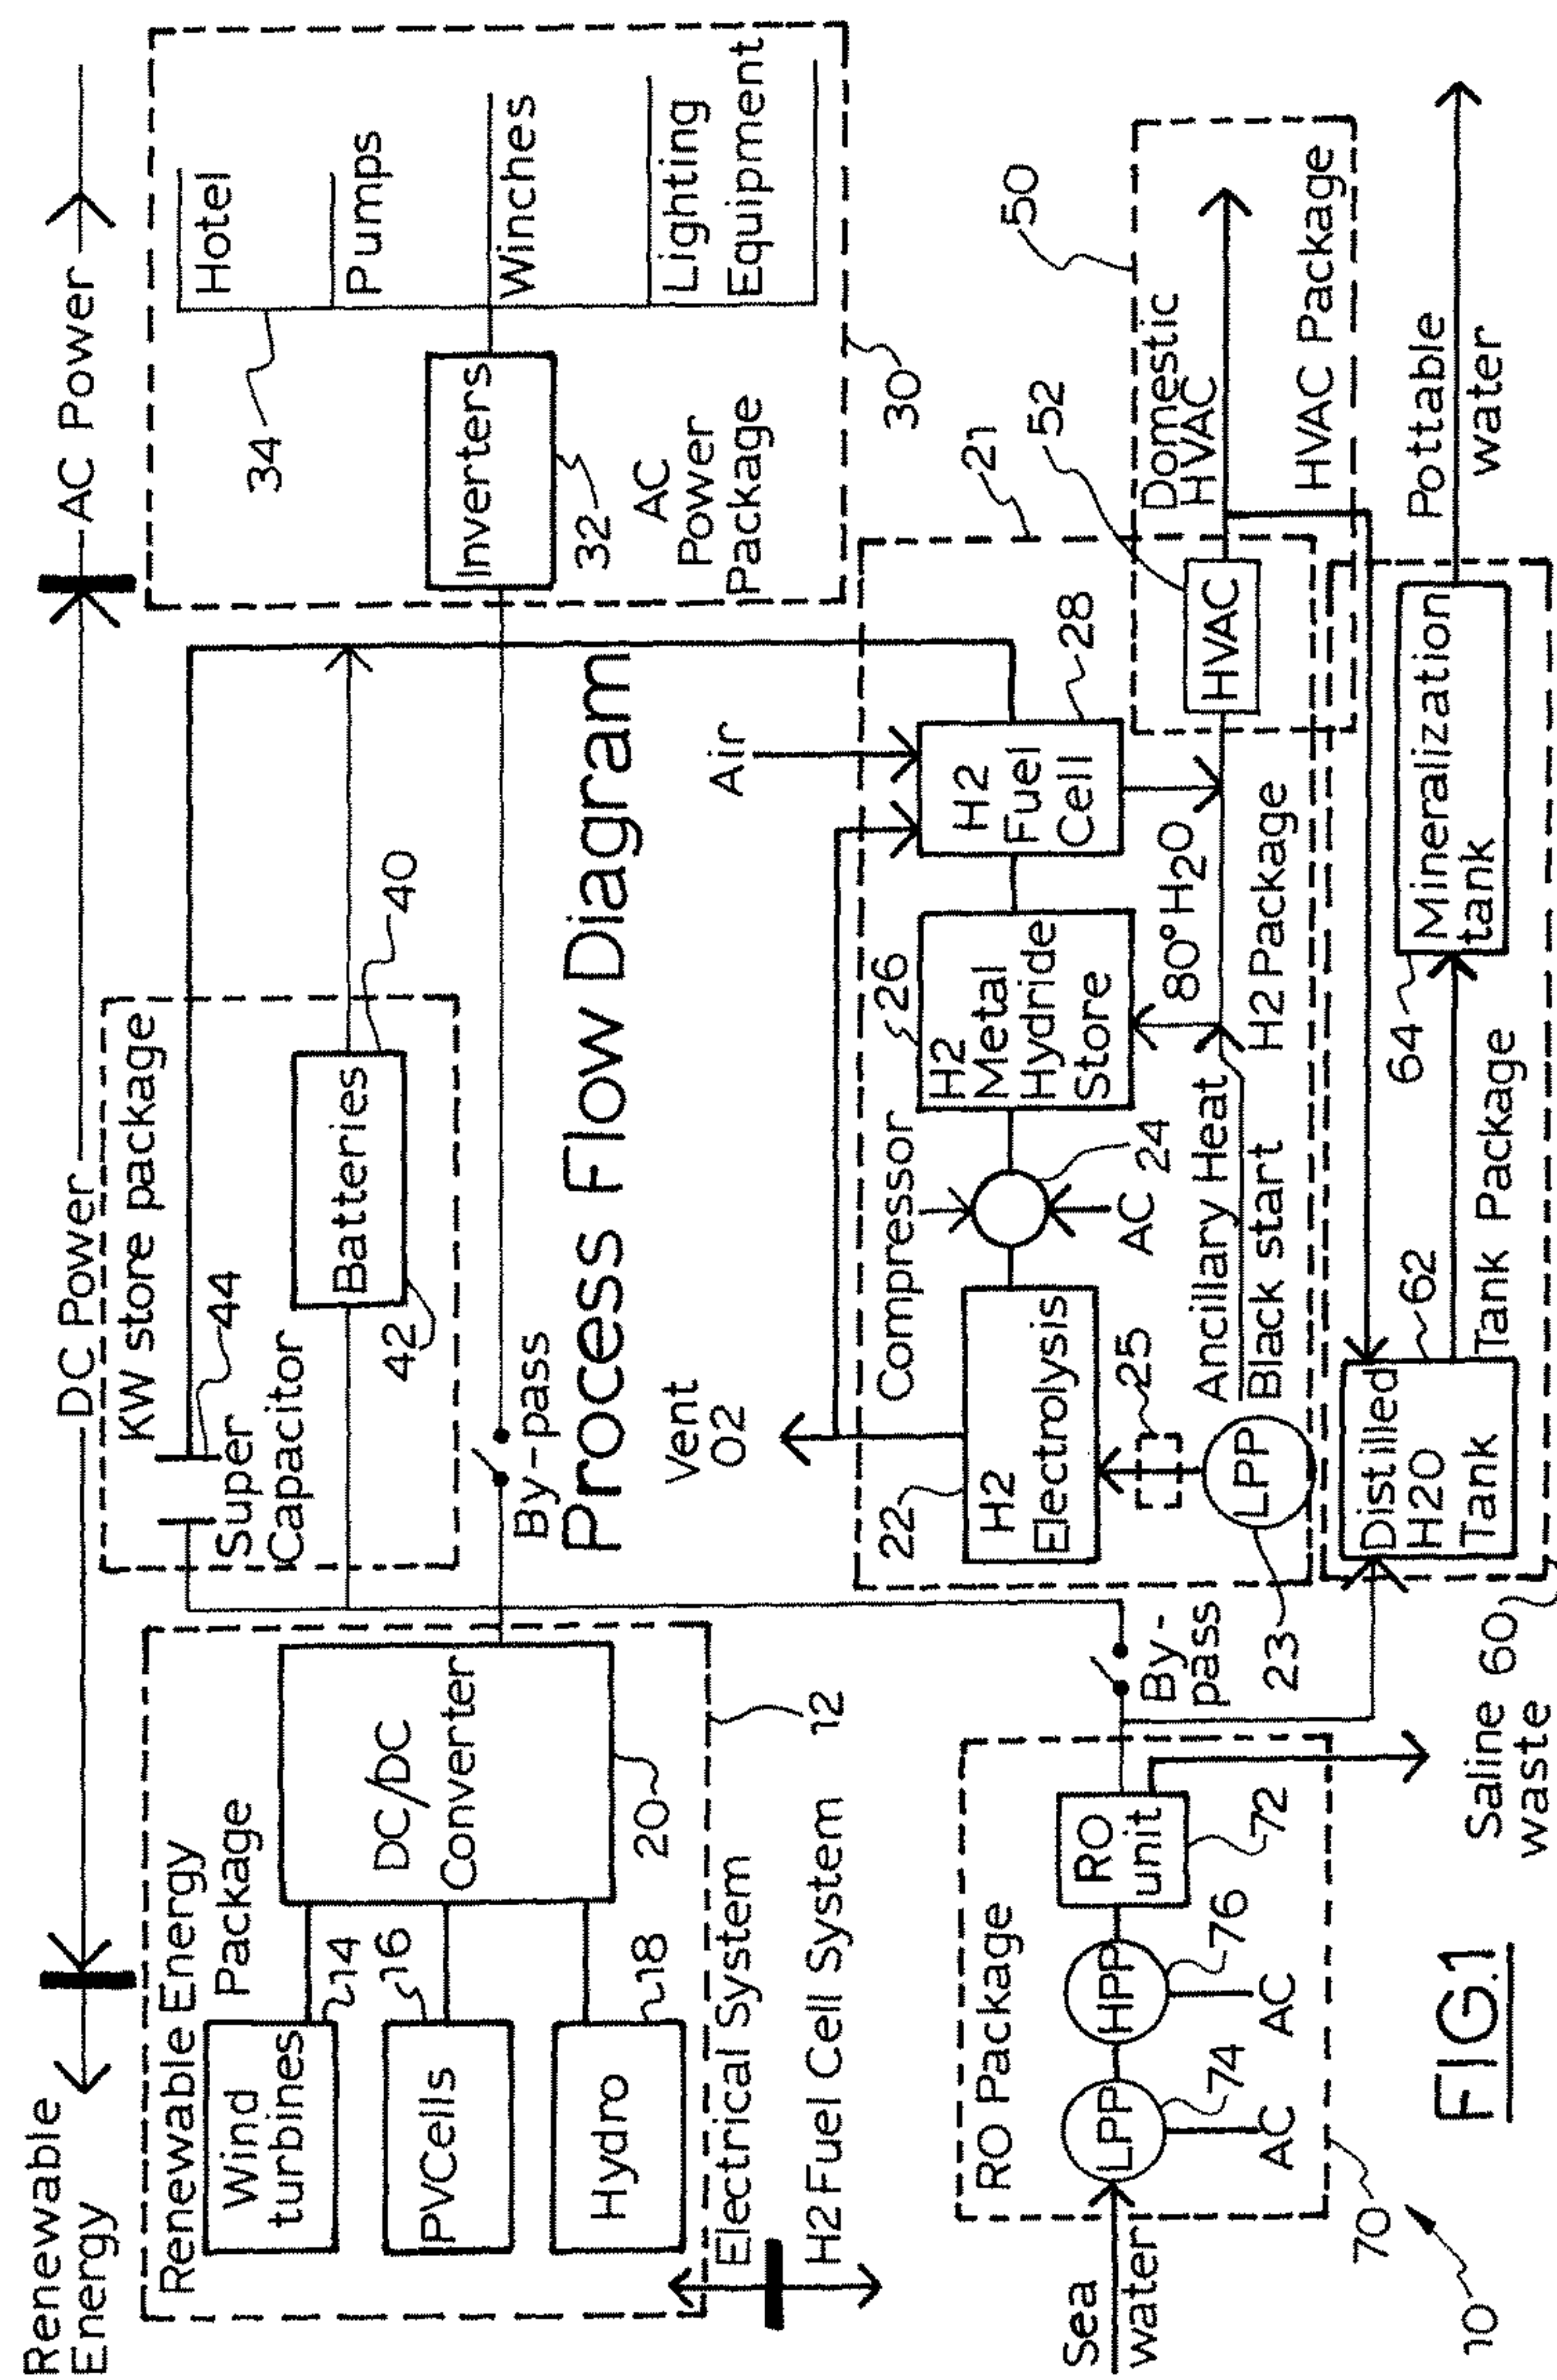 Renewable
Energy
DC Power
AC Power
Renewable Energy
Package
Wind
turbines
14
PVCells
16
Hydro
18
DC/DC
Converter
20
12
Electrical System
H2 Fuel Cell System
KW store package
44
Super
Capacitor
Batteries
42
40
By-pass
Process Flow Diagram
Hotel
Pumps
Winches
Lighting
Equipment
34
Inverters
32
AC
Power
Package
30
Vent
O2
Air
Compressor
22
H2
Electrolysis
25
LPP
23
AC
24
26
H2
Metal
Hydride
Store
H2
Fuel
Cell
28
21
80° H2O
Ancillary Heat
Black start
H2 Package
HVAC
52
50
Domestic
HVAC
HVAC Package
RO Package
Sea
water
LPP
74
AC
HPP
76
AC
RO
unit
72
70
By-
pass
Saline
waste
60
Distilled
H2O
Tank
62
Tank Package
64
Mineralization
tank
Pottable
water
10
FIG.1